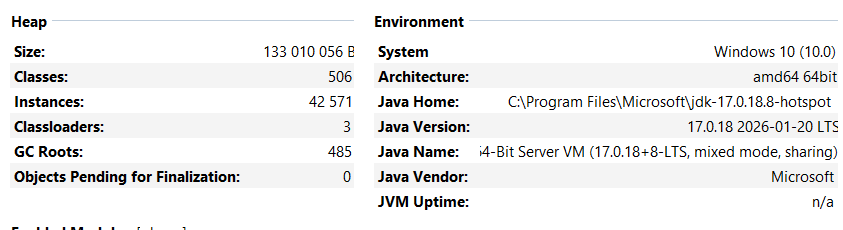 Heap
Size: 133 010 056 B
Classes: 506
Instances: 42 571
Classloaders: 3
GC Roots: 485
Objects Pending for Finalization: 0
Environment
System Windows 10 (10.0)
Architecture: amd64 64bit
Java Home: C:\Program Files\Microsoft\jdk-17.0.18.8-hotspot
Java Version: 17.0.18 2026-01-20 LTS
Java Name: 64-Bit Server VM (17.0.18+8-LTS, mixed mode, sharing)
Java Vendor: Microsoft
JVM Uptime: n/a